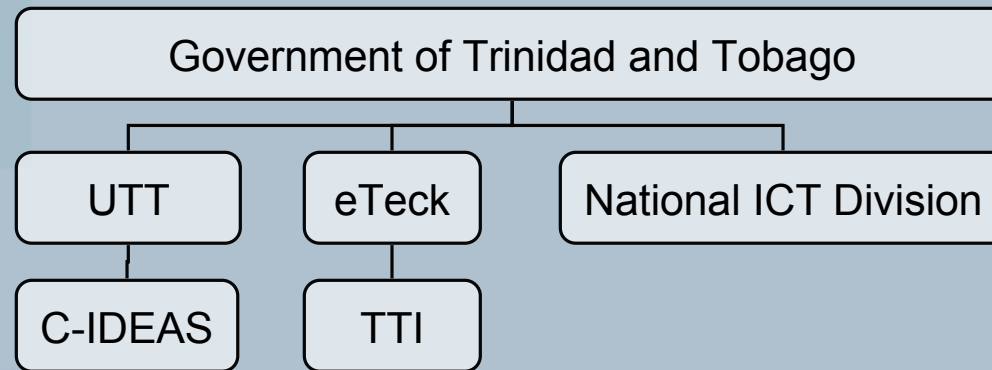 Government of Trinidad and Tobago
UTT
eTeck
National ICT Division
C-IDEAS
TTI